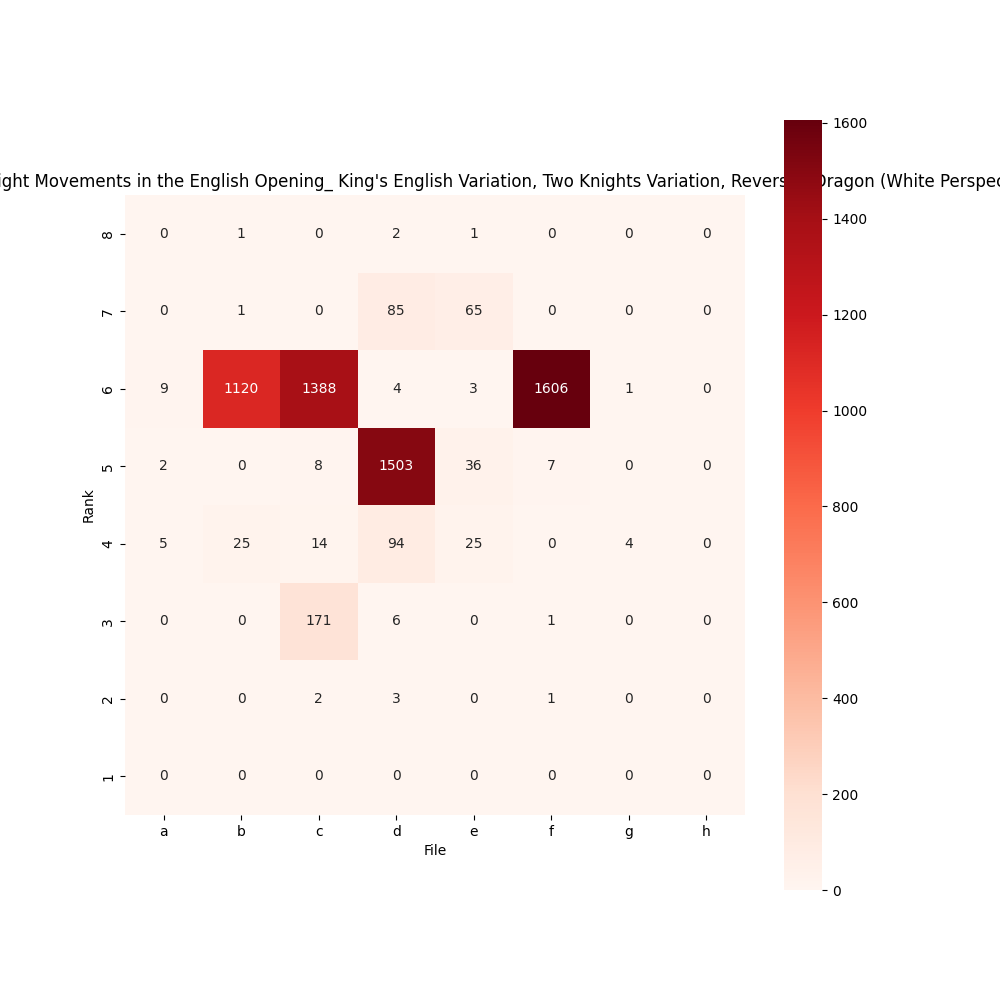 ight Movements in the English Opening_ King's English Variation, Two Knights Variation, Revers Dragon (White Perspec
8 0 1 0 2 1 0 0 0
7 0 1 0 85 65 0 0 0
6 9 1120 1388 4 3 1606 1 0
5 2 0 8 1503 36 7 0 0
Rank
4 5 25 14 94 25 0 4 0
3 0 0 171 6 0 1 0 0
2 0 0 2 3 0 1 0 0
1 0 0 0 0 0 0 0 0
a b c d e f g h
File
1600
1400
1200
1000
800
600
400
200
0